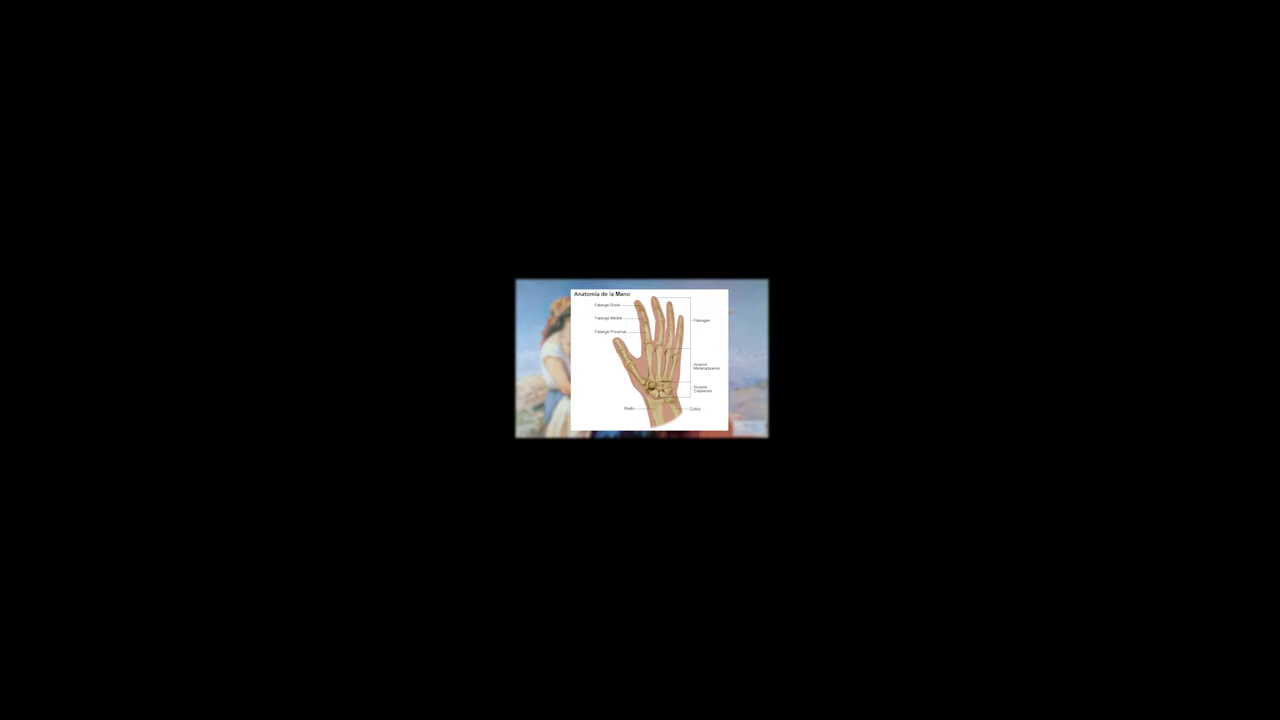 Anatomía de la Mano
Falange Distal
Falange Medial
Falange Proximal
Falanges
Huesos
Metacarpianos
Huesos
Carpianos
Radio
Cúbito